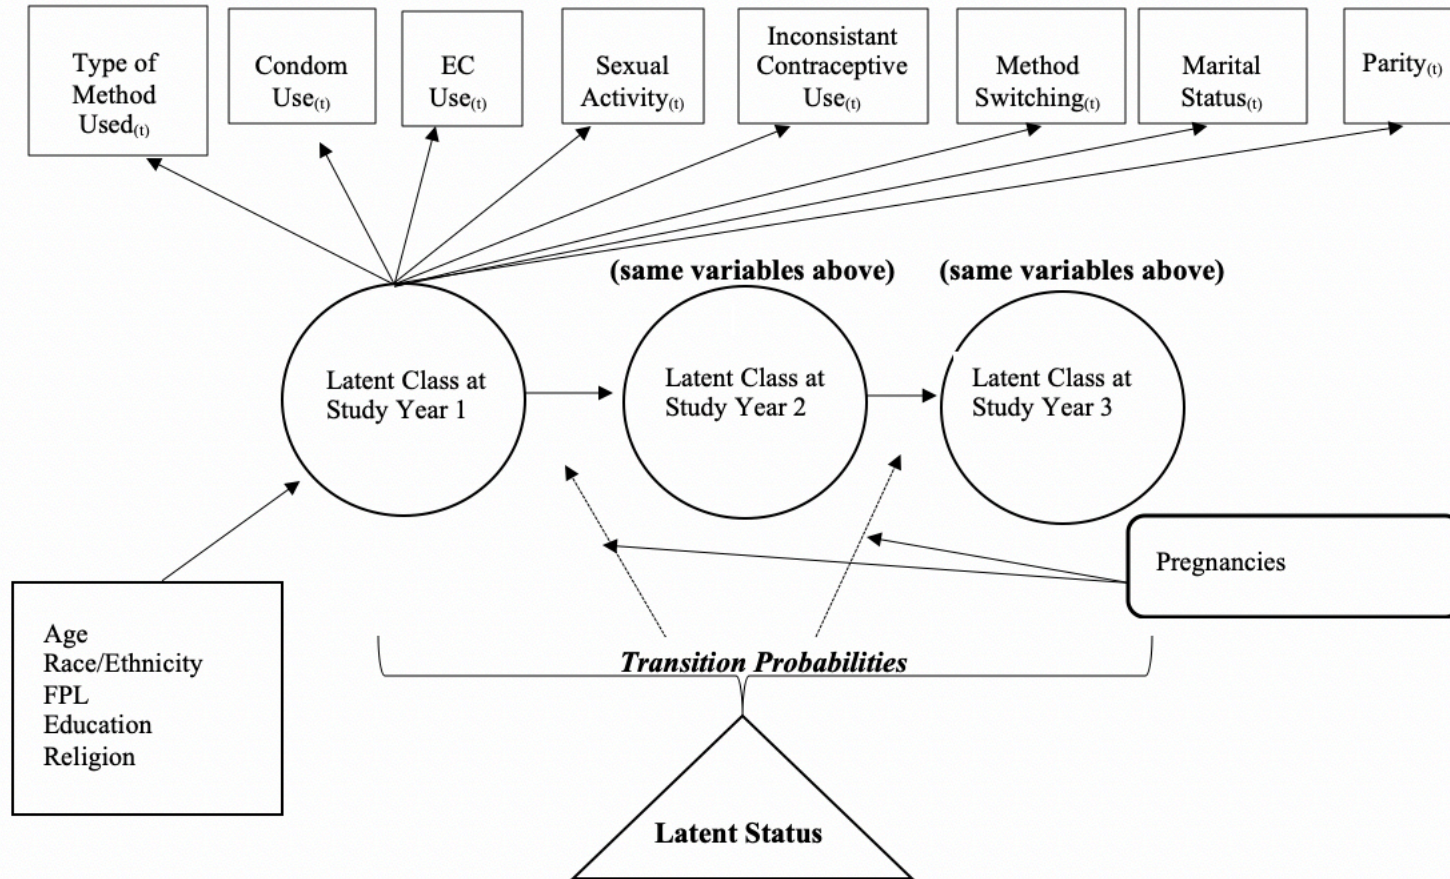 Type of
Method
Used(t)
Condom
Use(t)
EC
Use(t)
Sexual
Activity(t)
Inconsistant
Contraceptive
Use(t)
Method
Switching(t)
Marital
Status(t)
Parity(t)
(same variables above)
(same variables above)
Latent Class at
Study Year 1
Latent Class at
Study Year 2
Latent Class at
Study Year 3
Pregnancies
Age
Race/Ethnicity
FPL
Education
Religion
Transition Probabilities
Latent Status